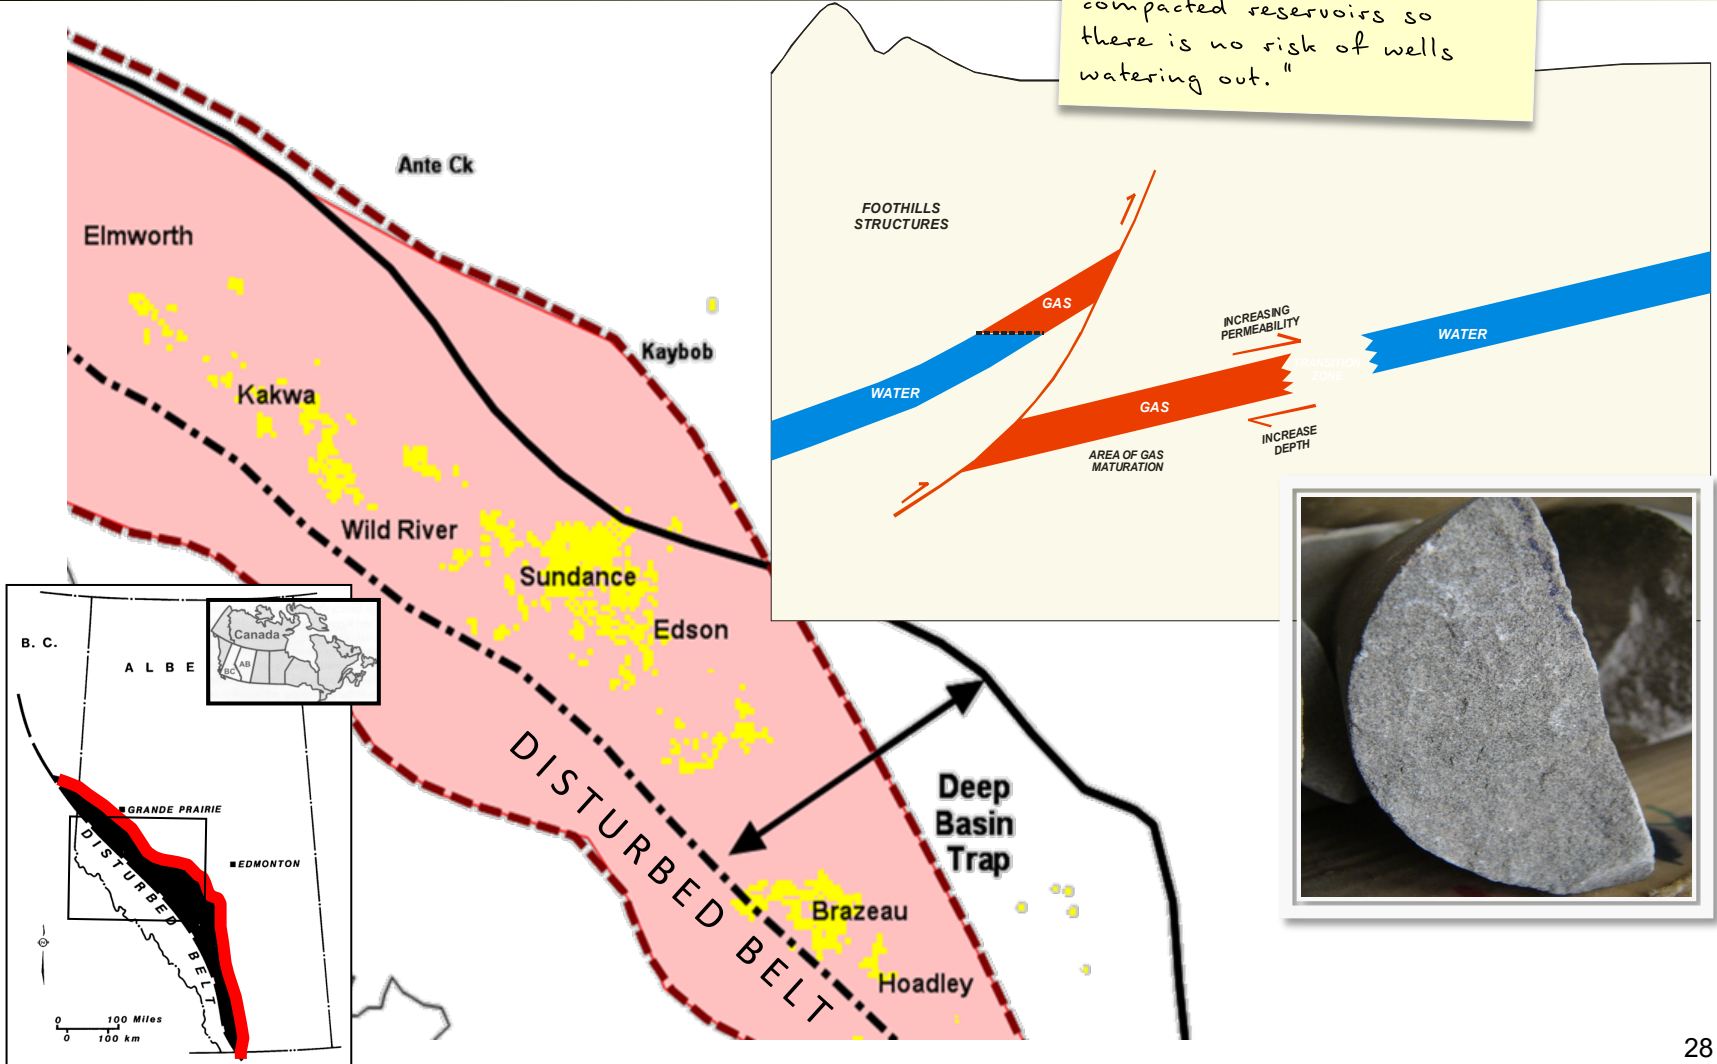 compacted reservoirs so
there is no risk of wells
watering out."
Ante Ck
Elmworth
Kaybob
Kakwa
Wild River
Sundance
Edson
DISTURBED BELT
Deep
Basin
Trap
Brazeau
Hoadley
FOOTHILLS
STRUCTURES
GAS
WATER
INCREASING
PERMEABILITY
WATER
TRANSITION
ZONE
GAS
INCREASE
DEPTH
AREA OF GAS
MATURATION
B. C.
ALBE
Canada
BC
AB
GRANDE PRAIRIE
EDMONTON
DISTURBED BELT
0 100 Miles
0 100 km
28